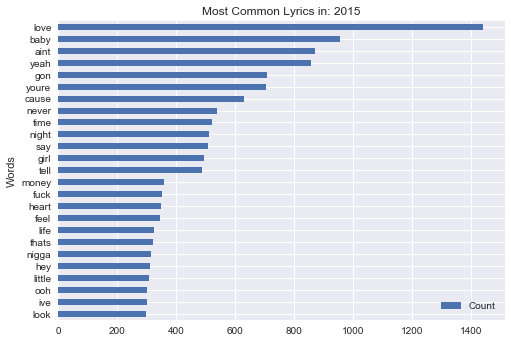 Most Common Lyrics in: 2015
Words
love
baby
aint
yeah
gon
youre
cause
never
time
night
say
girl
tell
money
fuck
heart
feel
life
thats
nigga
hey
little
ooh
ive
look
Count
0 200 400 600 800 1000 1200 1400